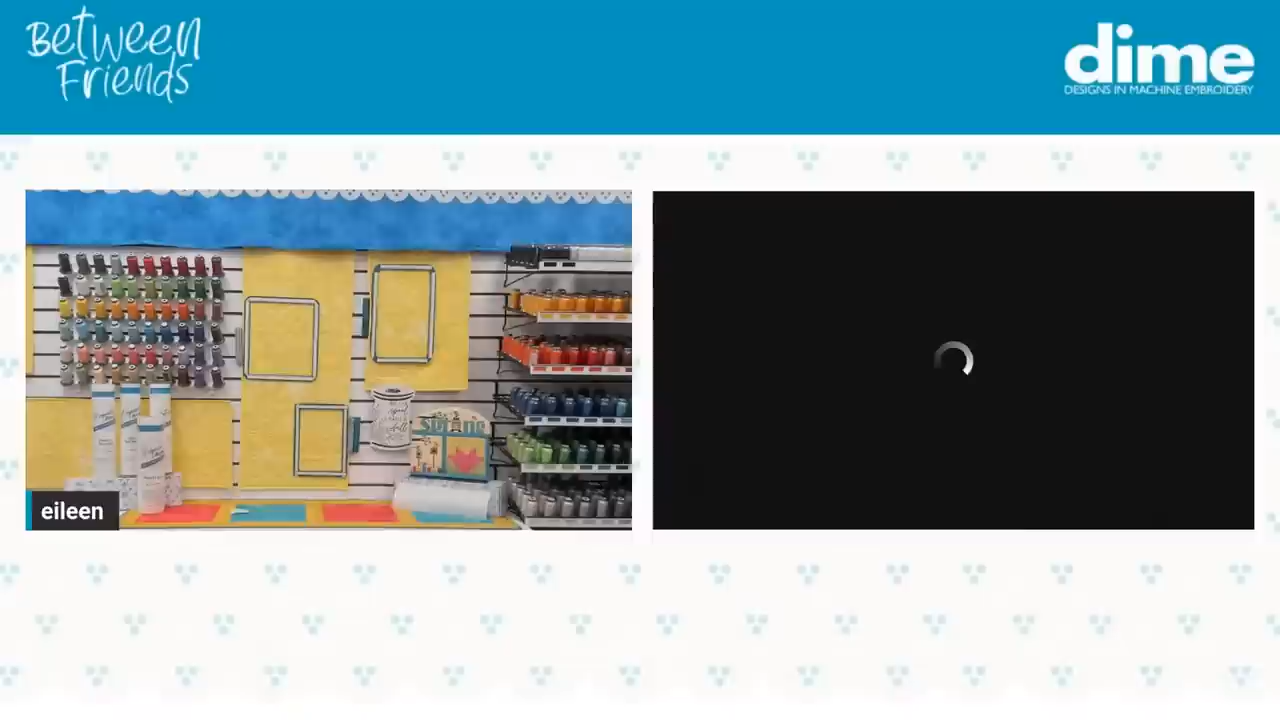 Between
Friends
dime
DESIGNS IN MACHINE EMBROIDERY
eileen